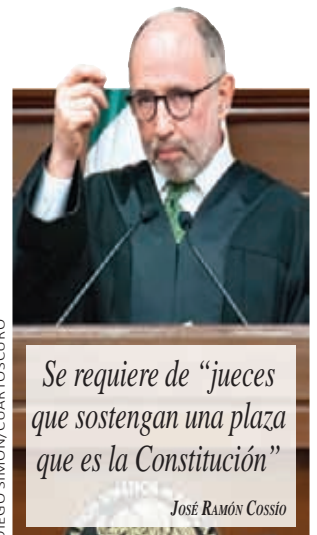 Se requiere de “jueces
que sostengan una plaza
que es la Constitución”
José Ramón Cossío
DIEGO SIMÓN/CUARTOSCURO